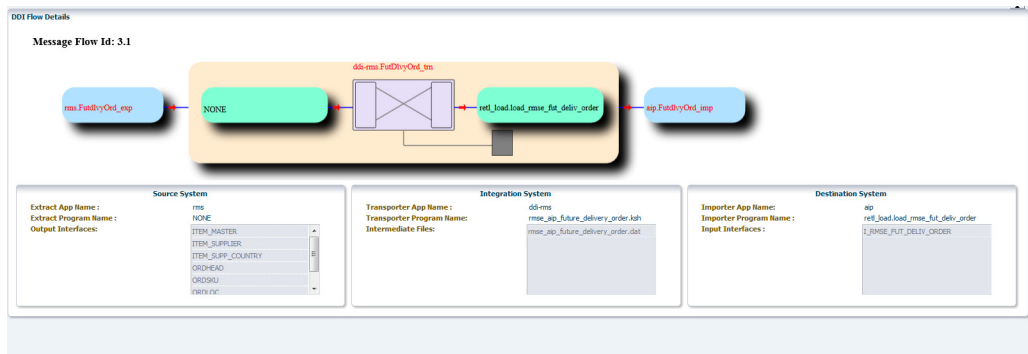 DDI Flow Details
Message Flow Id: 3.1
ddi-rms.FutDlvyOrd_trn
rms.FutdlvyOrd_exp
NONE
retl_load.load_rmse_fut_deliv_order
aip.FutdlvyOrd_imp
Source System
Extract App Name : rms
Extract Program Name : NONE
Output Interfaces: ITEM_MASTER
ITEM_SUPPLIER
ITEM_SUPP_COUNTRY
ORDHEAD
ORDSKU
ORDLOC
Integration System
Transporter App Name : ddi-rms
Transporter Program Name: rmse_aip_future_delivery_order.ksh
Intermediate Files: rmse_aip_future_delivery_order.dat
Destination System
Importer App Name: aip
Importer Program Name : retl_load.load_rmse_fut_deliv_order
Input Interfaces : I_RMSE_FUT_DELIV_ORDER